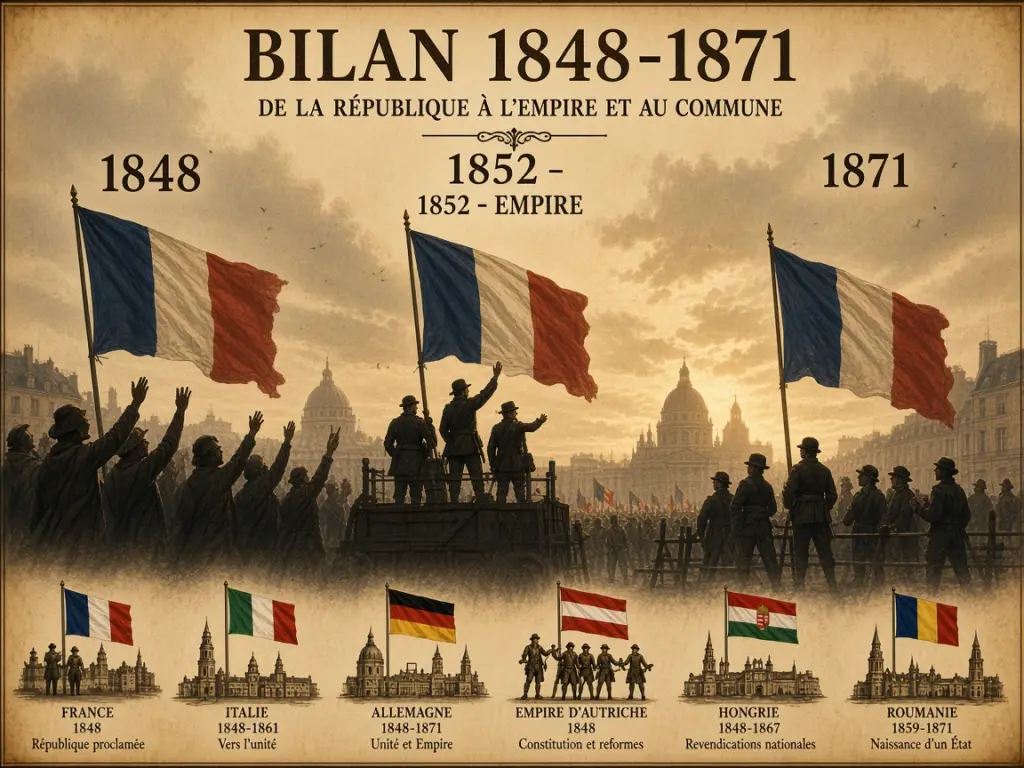 BILAN 1848-1871
DE LA RÉPUBLIQUE À L'EMPIRE ET AU COMMUNE
1848
1852 -
1852 - EMPIRE
1871
FRANCE
1848
République proclamée
ITALIE
1848-1861
Vers l'unité
ALLEMAGNE
1848-1871
Unité et Empire
EMPIRE D'AUTRICHE
1848
Constitution et reformes
HONGRIE
1848-1867
Revendications nationales
ROUMANIE
1859-1871
Naissance d'un État